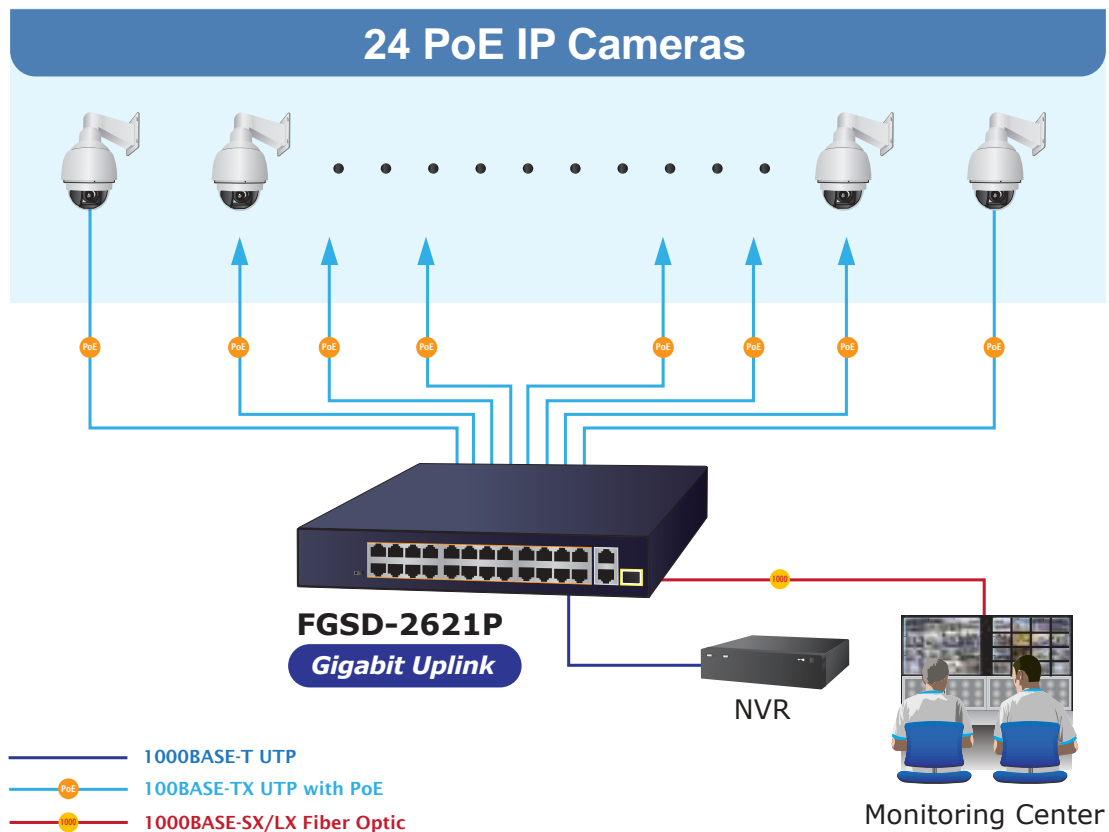 24 PoE IP Cameras
PoE
PoE
PoE
PoE
PoE
PoE
PoE
PoE
1000
FGSD-2621P
Gigabit Uplink
NVR
Monitoring Center
1000BASE-T UTP
PoE
100BASE-TX UTP with PoE
1000
1000BASE-SX/LX Fiber Optic